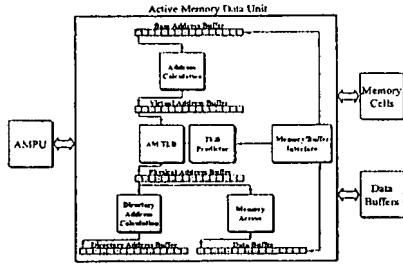 Active Memory Data Unit
Base Address Buffer
Address
Calculation
Virtual Address Buffer
AMPU
AM TLB
TLB
Predictor
Memory/Buffer
Interface
Memory
Cells
Physical Address Buffer
Directory
Address
Calculation
Memory
Access
Data
Buffers
Directory Address Buffer
Data Buffer